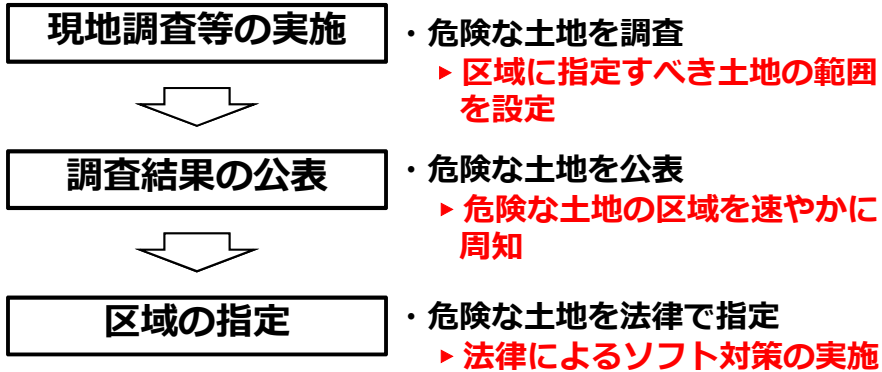 現地調査等の実施
・危険な土地を調査
▶区域に指定すべき土地の範囲
を設定
調査結果の公表
・危険な土地を公表
▶危険な土地の区域を速やかに
周知
区域の指定
・危険な土地を法律で指定
▶法律によるソフト対策の実施